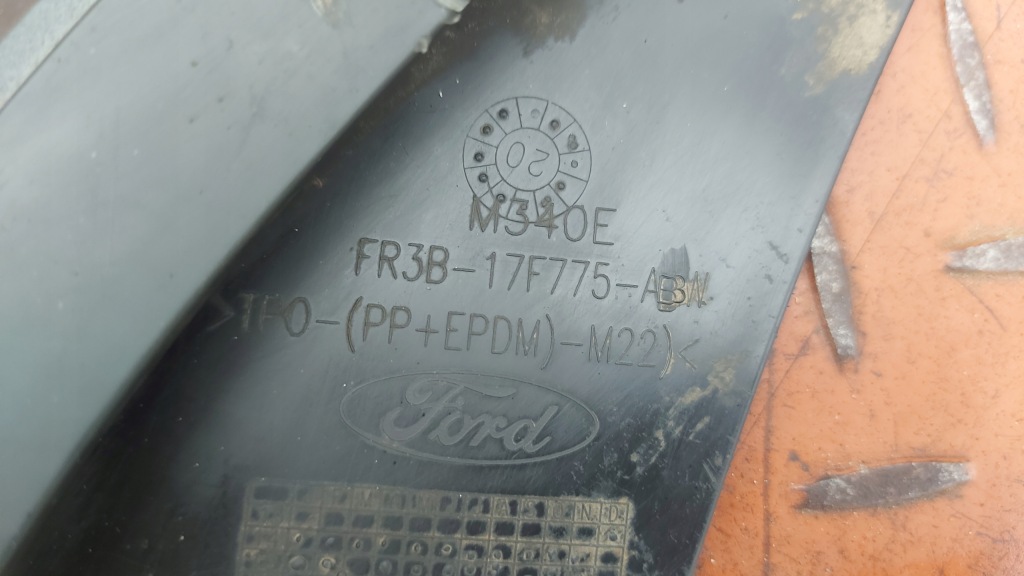 20
M340E
FR3B-17F775-ABW
>TPO-(PP+EPDM)-M22)<
Ford